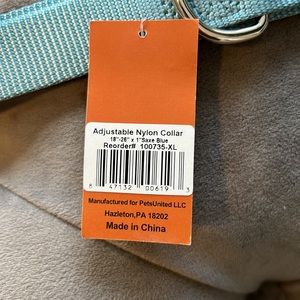 Adjustable Nylon Collar
18"-26" x 1"Saxe Blue
Reorder# 100735-XL
8 47132 00619 3
Manufactured for PetsUnited LLC
Hazleton,PA 18202
Made in China